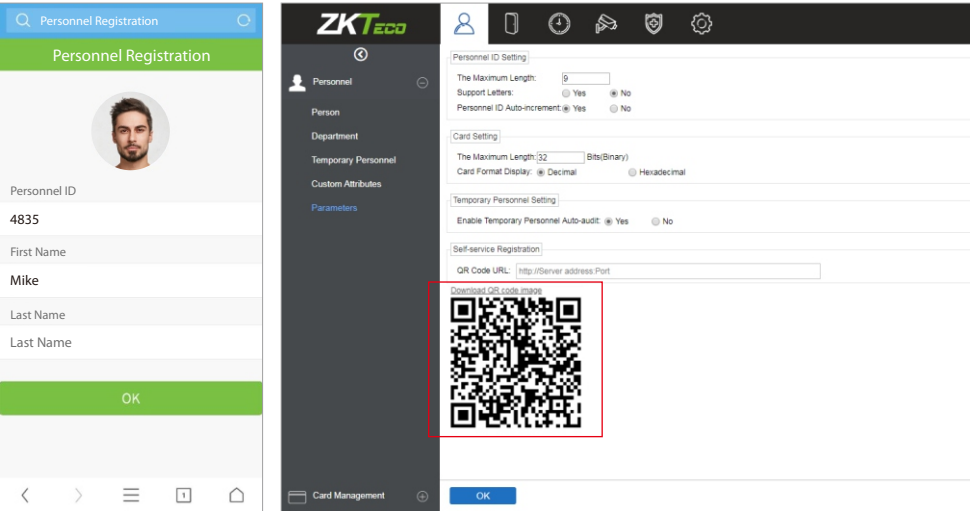 Personnel Registration
Personnel Registration
Personnel ID
4835
First Name
Mike
Last Name
Last Name
OK
1
ZKTECO
Personnel
Person
Department
Temporary Personnel
Custom Attributes
Parameters
Card Management
Personnel ID Setting
The Maximum Length: 9
Support Letters: Yes No
Personnel ID Auto-increment: Yes No
Card Setting
The Maximum Length: 32 Bits(Binary)
Card Format Display: Decimal Hexadecimal
Temporary Personnel Setting
Enable Temporary Personnel Auto-audit: Yes No
Self-service Registration
QR Code URL: http://Server address:Port
Download QR code image
OK